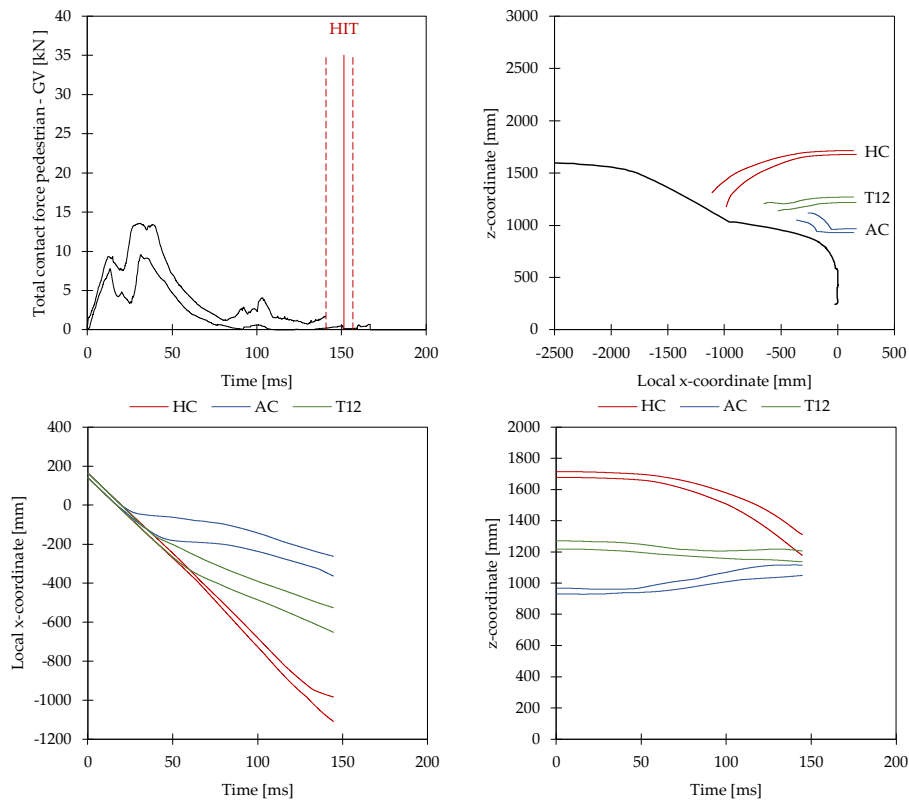 Total contact force pedestrian - GV [kN]
40
35
30
25
20
15
10
5
0
HIT
0 50 100 150 200
Time [ms]
z-coordinate [mm]
3000
2500
2000
1500
1000
500
0
HC
T12
AC
-2500 -2000 -1500 -1000 -500 0
Local x-coordinate [mm]
HC AC T12
Local x-coordinate [mm]
400
200
0
-200
-400
-600
-800
-1000
-1200
0 50 100 150 200
Time [ms]
HC AC T12
z-coordinate [mm]
2000
1800
1600
1400
1200
1000
800
600
400
200
0
0 50 100 150 200
Time [ms]